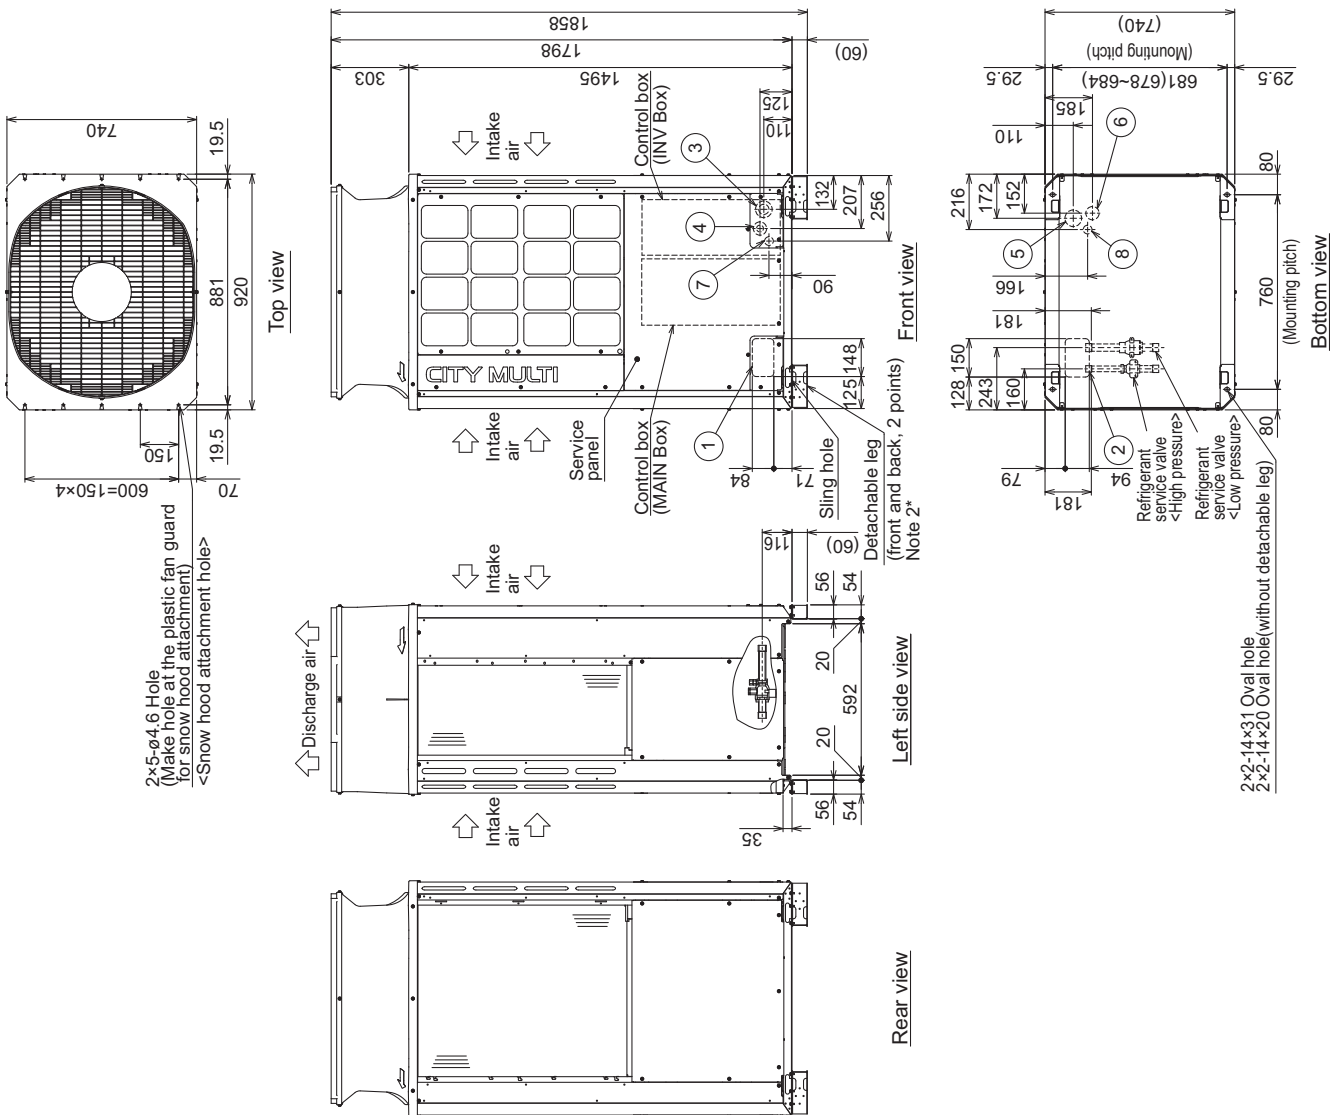 740
19.5
881
920
19.5
150
600=150×4
70
Top view
2×5-ø4.6 Hole
(Make hole at the plastic fan guard
for snow hood attachment)
<Snow hood attachment hole>
1858
1798
(60)
303
1495
125
110
Intake
air
Control box
(INV Box)
3
4
7
132
207
256
90
Front view
CITY MULTI
148
125
Intake
air
Service
panel
Control box
(MAIN Box)
1
84
71
Sling hole
Detachable leg
(front and back, 2 points)
Note 2*
(740)
(Mounting pitch)
681(678~684)
29.5
29.5
185
110
6
80
216
172
152
5
8
166
181
760
(Mounting pitch)
Bottom view
150
128
243
160
80
2
79
94
181
Refrigerant
service valve
<High pressure>
Refrigerant
service valve
<Low pressure>
2×2-14×31 Oval hole
2×2-14×20 Oval hole(without detachable leg)
Discharge air
Intake
air
116
(60)
56
54
20
592
20
56
54
35
Left side view
Intake
air
Rear view